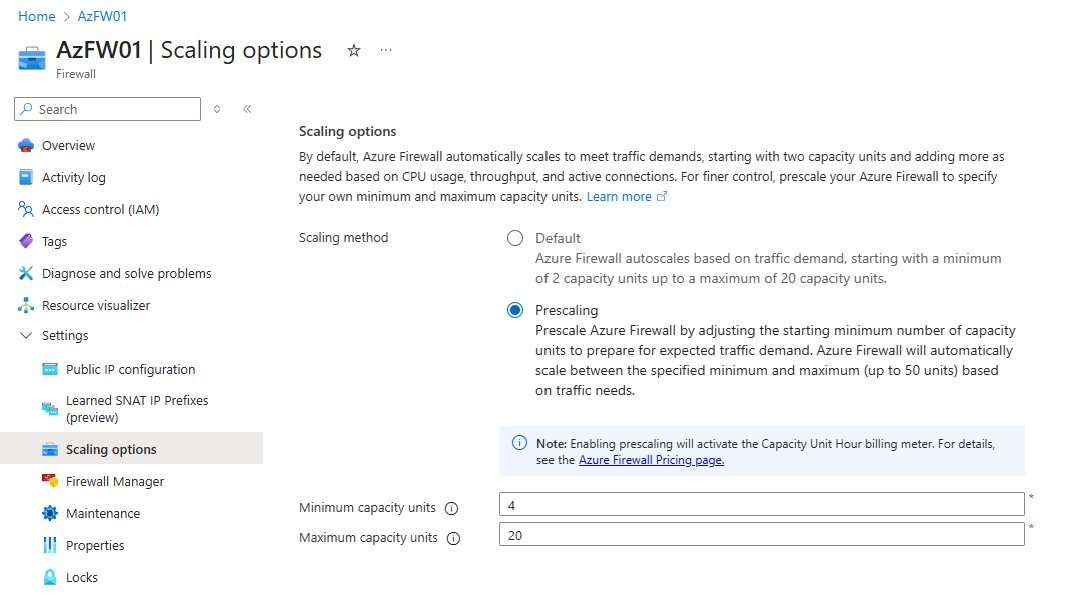 Home > AzFW01
AzFW01 | Scaling options ☆ ...
Firewall
Search
Overview
Activity log
Access control (IAM)
Tags
Diagnose and solve problems
Resource visualizer
Settings
Public IP configuration
Learned SNAT IP Prefixes
(preview)
Scaling options
Firewall Manager
Maintenance
Properties
Locks
Scaling options
By default, Azure Firewall automatically scales to meet traffic demands, starting with two capacity units and adding more as
needed based on CPU usage, throughput, and active connections. For finer control, prescale your Azure Firewall to specify
your own minimum and maximum capacity units. Learn more
Scaling method
Default
Azure Firewall autoscales based on traffic demand, starting with a minimum
of 2 capacity units up to a maximum of 20 capacity units.
Prescaling
Prescale Azure Firewall by adjusting the starting minimum number of capacity
units to prepare for expected traffic demand. Azure Firewall will automatically
scale between the specified minimum and maximum (up to 50 units) based
on traffic needs.
Note: Enabling prescaling will activate the Capacity Unit Hour billing meter. For details,
see the Azure Firewall Pricing page.
Minimum capacity units 4 *
Maximum capacity units 20 *